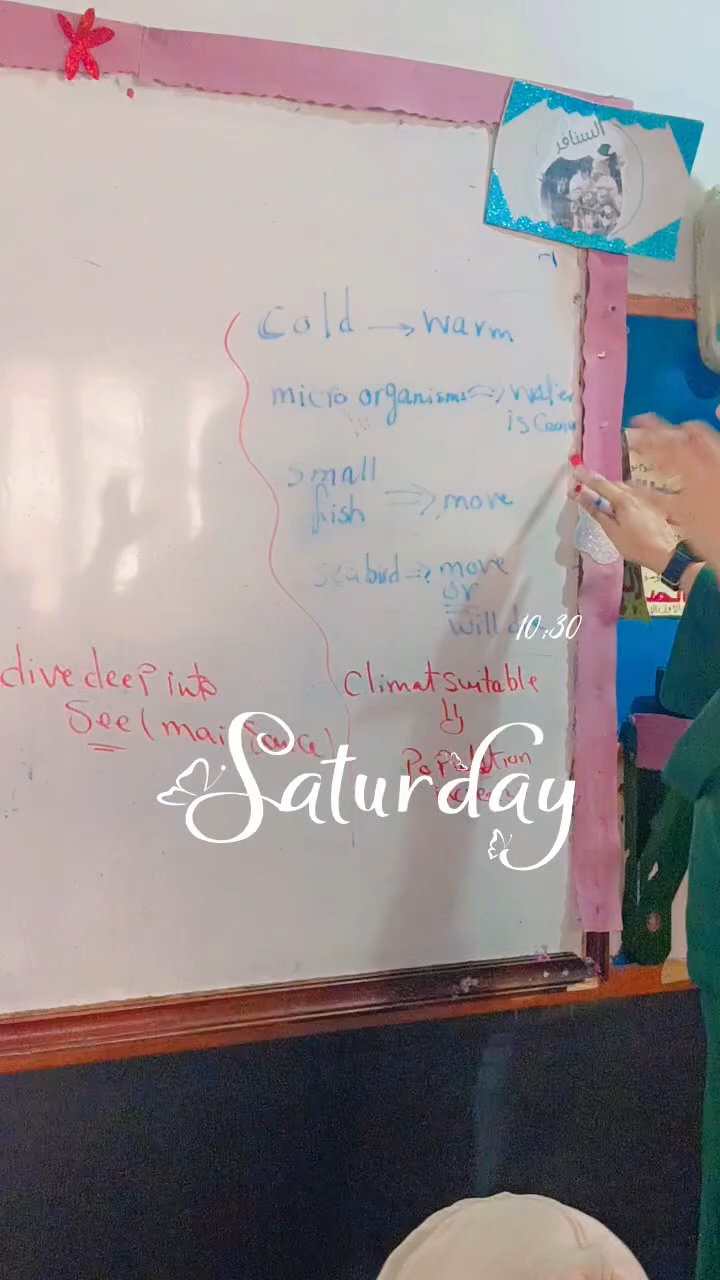 السنافر
Cold → warm
micro organisms ⇒ water
is
small
fish ⇒ move
sea bird ⇒ move
or
will
10:30
dive deep into
See (main
Climat suitable
⇓
Population
Saturday